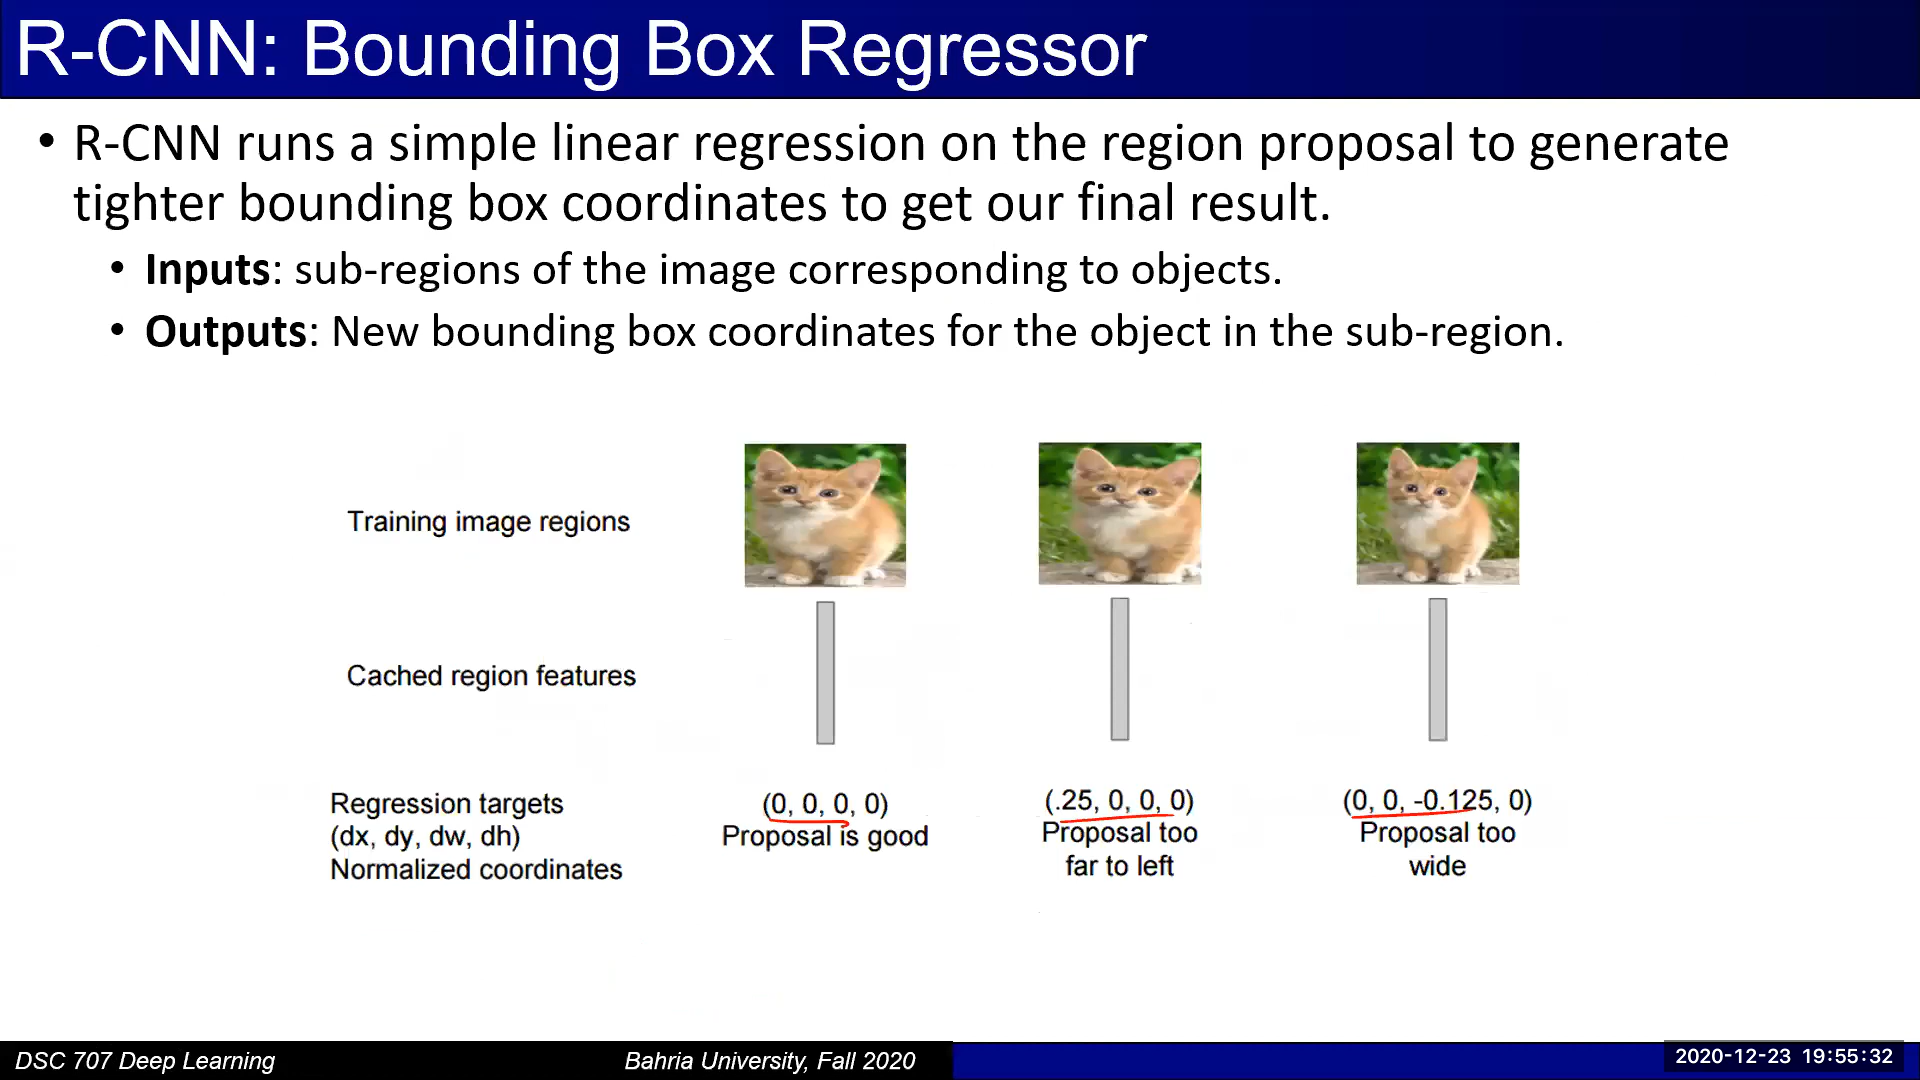 R-CNN: Bounding Box Regressor
• R-CNN runs a simple linear regression on the region proposal to generate
tighter bounding box coordinates to get our final result.
• Inputs: sub-regions of the image corresponding to objects.
• Outputs: New bounding box coordinates for the object in the sub-region.
Training image regions
Cached region features
Regression targets
(dx, dy, dw, dh)
Normalized coordinates
(0, 0, 0, 0)
Proposal is good
(.25, 0, 0, 0)
Proposal too
far to left
(0, 0, -0.125, 0)
Proposal too
wide
DSC 707 Deep Learning
Bahria University, Fall 2020
2020-12-23 19:55:32